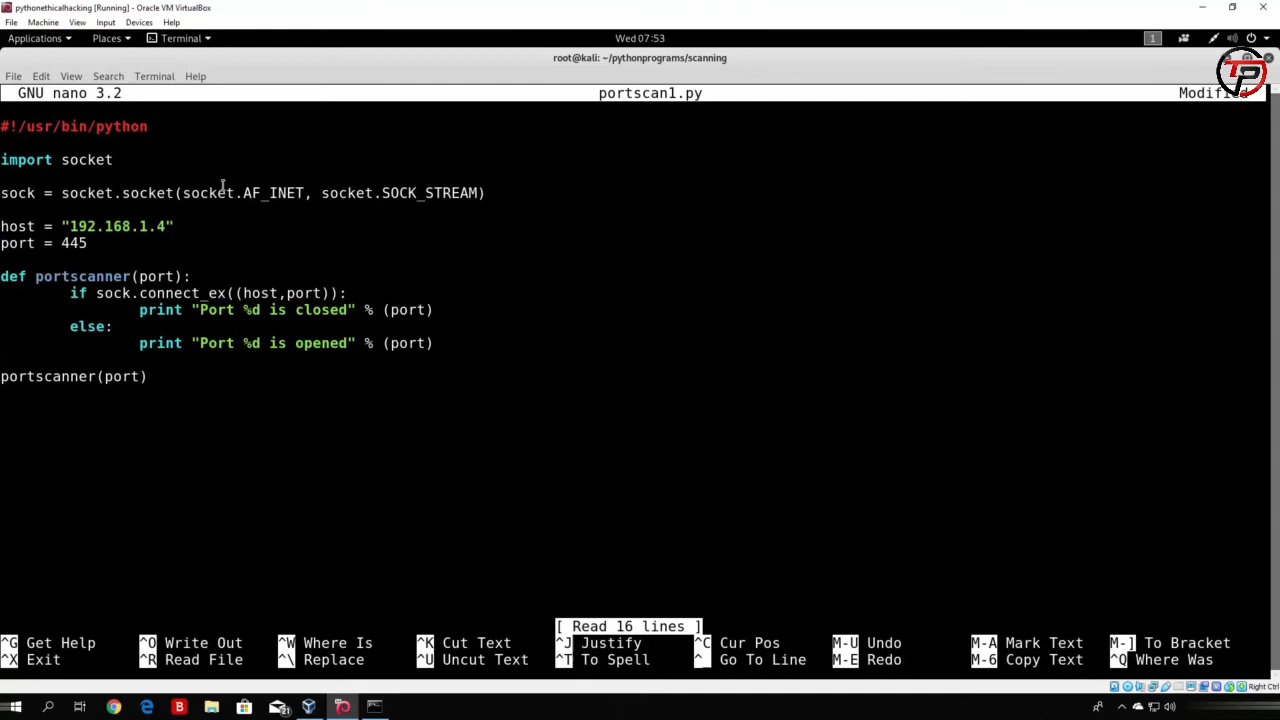 pythonethicalhacking [Running] - Oracle VM VirtualBox
File Machine View Input Devices Help
Applications Places Terminal Wed 07:53 1
root@kali: ~/pythonprograms/scanning
TP
File Edit View Search Terminal Help
GNU nano 3.2 portscan1.py Modified
#!/usr/bin/python
import socket
sock = socket.socket(socket.AF_INET, socket.SOCK_STREAM)
host = "192.168.1.4"
port = 445
def portscanner(port):
if sock.connect_ex((host,port)):
print "Port %d is closed" % (port)
else:
print "Port %d is opened" % (port)
portscanner(port)
[ Read 16 lines ]
^G Get Help ^O Write Out ^W Where Is ^K Cut Text ^J Justify ^C Cur Pos M-U Undo M-A Mark Text M-] To Bracket
^X Exit ^R Read File ^\ Replace ^U Uncut Text ^T To Spell ^_ Go To Line M-E Redo M-6 Copy Text ^Q Where Was
Right Ctrl
B 21